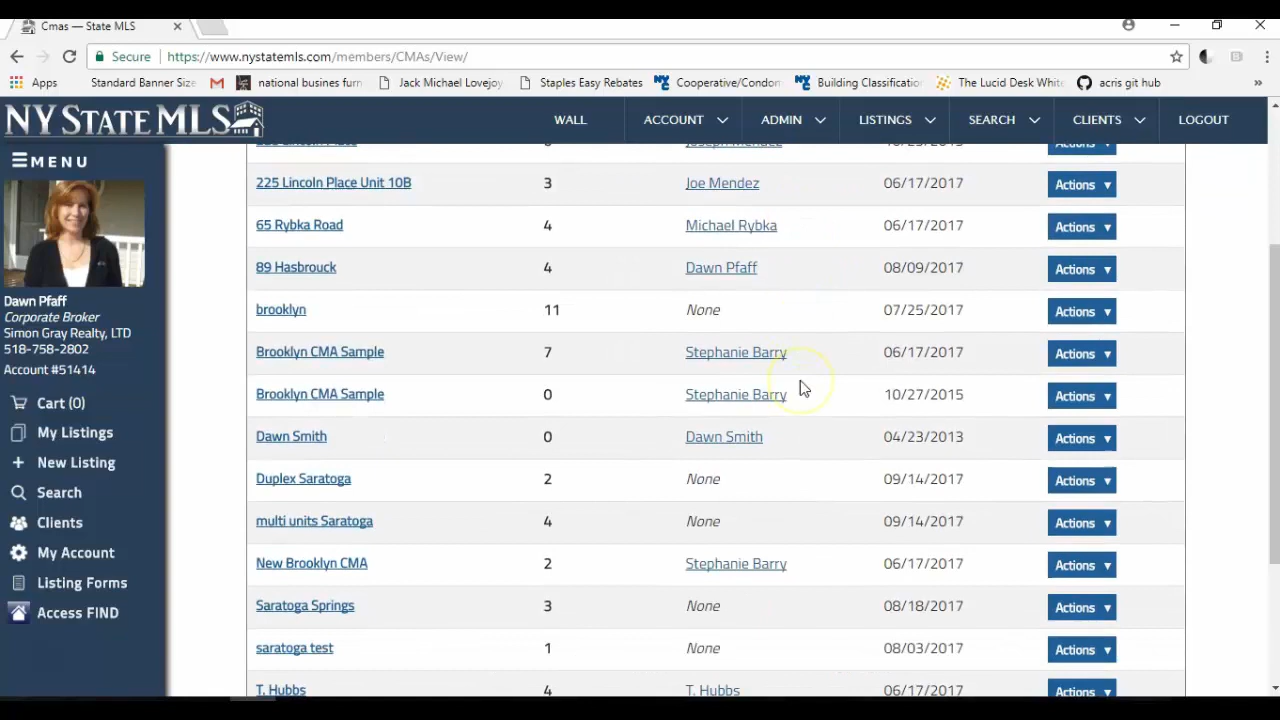 Cmas — State MLS
Secure https://www.nystatemls.com/members/CMAs/View/
Apps Standard Banner Size national busines furn Jack Michael Lovejoy Staples Easy Rebates Cooperative/Condon Building Classification The Lucid Desk White acris git hub »
NY STATE MLS WALL ACCOUNT ADMIN LISTINGS SEARCH CLIENTS LOGOUT
MENU
Dawn Pfaff
Corporate Broker
Simon Gray Realty, LTD
518-758-2802
Account #51414
Cart (0)
My Listings
New Listing
Search
Clients
My Account
Listing Forms
Access FIND
Joseph Mendez 10/23/2015 Actions
225 Lincoln Place Unit 10B 3 Joe Mendez 06/17/2017 Actions
65 Rybka Road 4 Michael Rybka 06/17/2017 Actions
89 Hasbrouck 4 Dawn Pfaff 08/09/2017 Actions
brooklyn 11 None 07/25/2017 Actions
Brooklyn CMA Sample 7 Stephanie Barry 06/17/2017 Actions
Brooklyn CMA Sample 0 Stephanie Barry 10/27/2015 Actions
Dawn Smith 0 Dawn Smith 04/23/2013 Actions
Duplex Saratoga 2 None 09/14/2017 Actions
multi units Saratoga 4 None 09/14/2017 Actions
New Brooklyn CMA 2 Stephanie Barry 06/17/2017 Actions
Saratoga Springs 3 None 08/18/2017 Actions
saratoga test 1 None 08/03/2017 Actions
T. Hubbs 4 T. Hubbs 06/17/2017 Actions